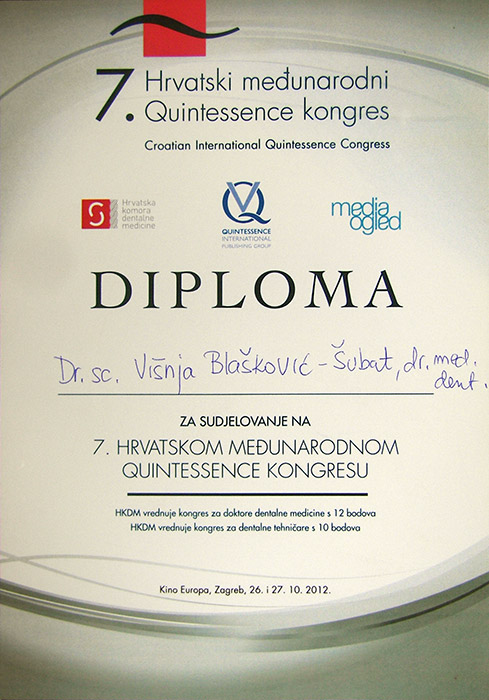 7. Hrvatski međunarodni
Quintessence kongres
Croatian International Quintessence Congress
Hrvatska
komora
dentalne
medicine
VQ
QUINTESSENCE
INTERNATIONAL
PUBLISHING GROUP
media
ogled
DIPLOMA
Dr. sc. Višnja Blašković - Šubat, dr. med.
dent.
ZA SUDJELOVANJE NA
7. HRVATSKOM MEĐUNARODNOM
QUINTESSENCE KONGRESU
HKDM vrednuje kongres za doktore dentalne medicine s 12 bodova
HKDM vrednuje kongres za dentalne tehničare s 10 bodova
Kino Europa, Zagreb, 26. i 27. 10. 2012.